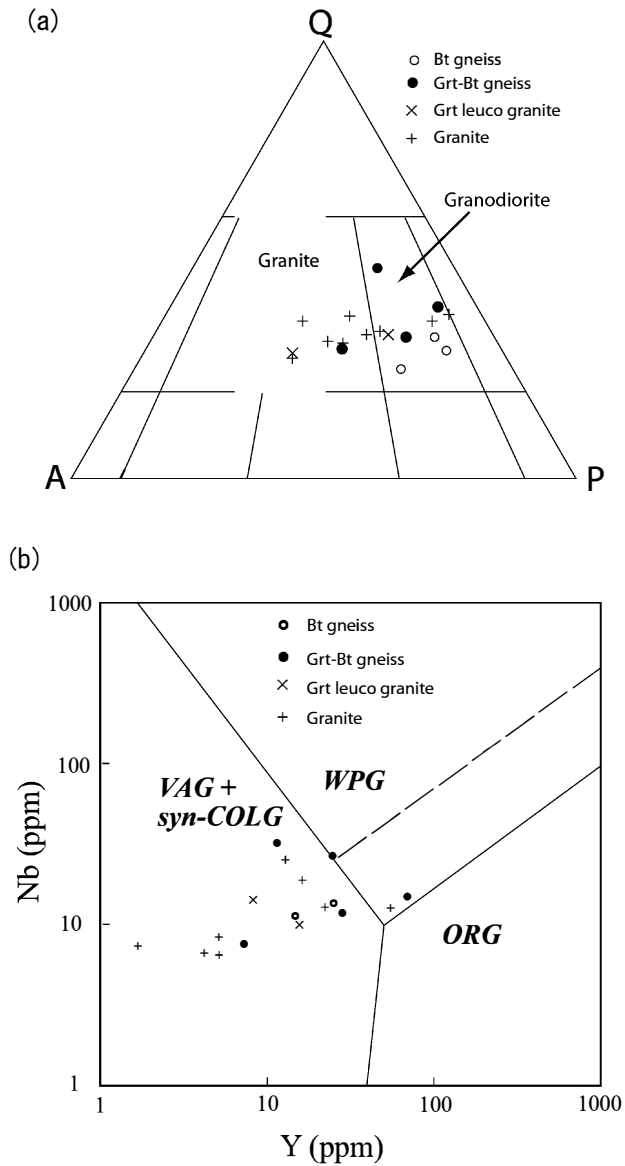 (a)
Q
Bt gneiss
Grt-Bt gneiss
Grt leuco granite
Granite
Granodiorite
Granite
A
P
(b)
1000
Bt gneiss
Grt-Bt gneiss
Grt leuco granite
Granite
100
VAG +
syn-COLG
WPG
Nb (ppm)
10
ORG
1
1
10
100
1000
Y (ppm)